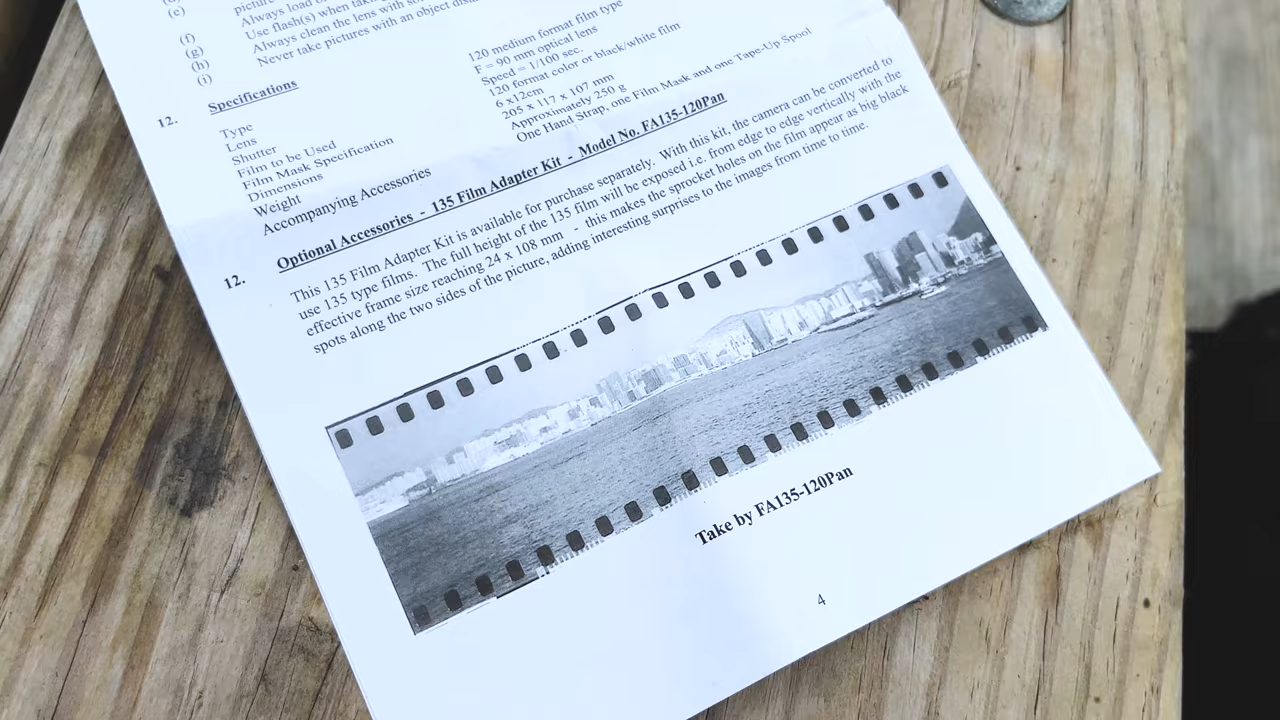 (e)
picture
Always load o
(f)
Use flash(s) when taking
(g)
Always clean the lens with so
(h)
Never take pictures with an object dista
(i)
12. Specifications
Type 120 medium format film type
Lens F = 90 mm optical lens
Shutter Speed = 1/100 sec.
Film to be Used 120 format color or black/white film
Film Mask Specification 6 x12cm
Dimensions 205 x 117 x 107 mm
Weight Approximately 250 g
Accompanying Accessories One Hand Strap, one Film Mask and one Tape-Up Spool
12. Optional Accessories - 135 Film Adapter Kit - Model No. FA135-120Pan
This 135 Film Adapter Kit is available for purchase separately. With this kit, the camera can be converted to
use 135 type films. The full height of the 135 film will be exposed i.e. from edge to edge vertically with the
effective frame size reaching 24 x 108 mm - this makes the sprocket holes on the film appear as big black
spots along the two sides of the picture, adding interesting surprises to the images from time to time.
Take by FA135-120Pan
4